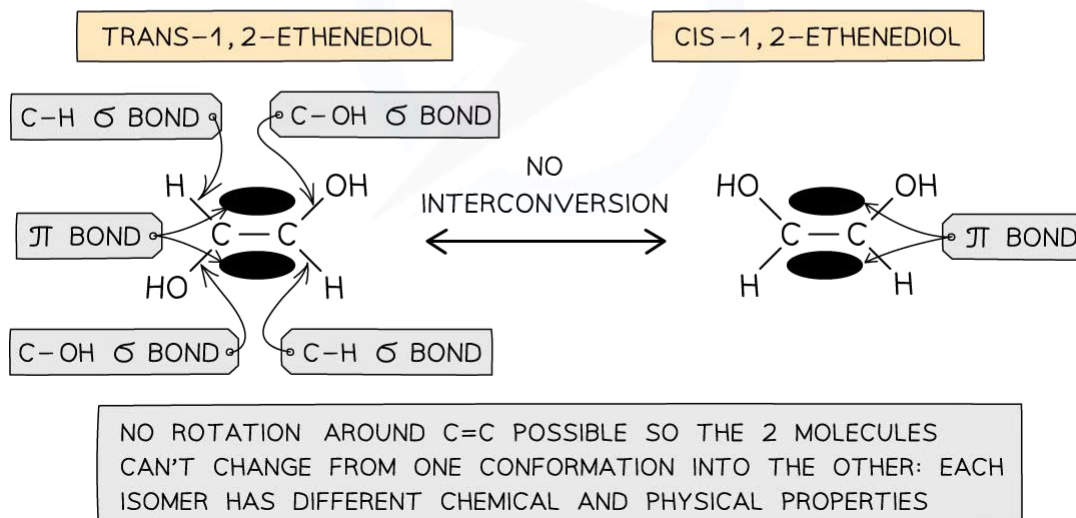 TRANS-1,2-ETHENEDIOL
CIS-1,2-ETHENEDIOL
C-H σ BOND
C-OH σ BOND
NO
INTERCONVERSION
H
OH
HO
OH
π BOND
C — C
C — C
π BOND
HO
H
H
H
C-OH σ BOND
C-H σ BOND
NO ROTATION AROUND C=C POSSIBLE SO THE 2 MOLECULES
CAN'T CHANGE FROM ONE CONFORMATION INTO THE OTHER: EACH
ISOMER HAS DIFFERENT CHEMICAL AND PHYSICAL PROPERTIES